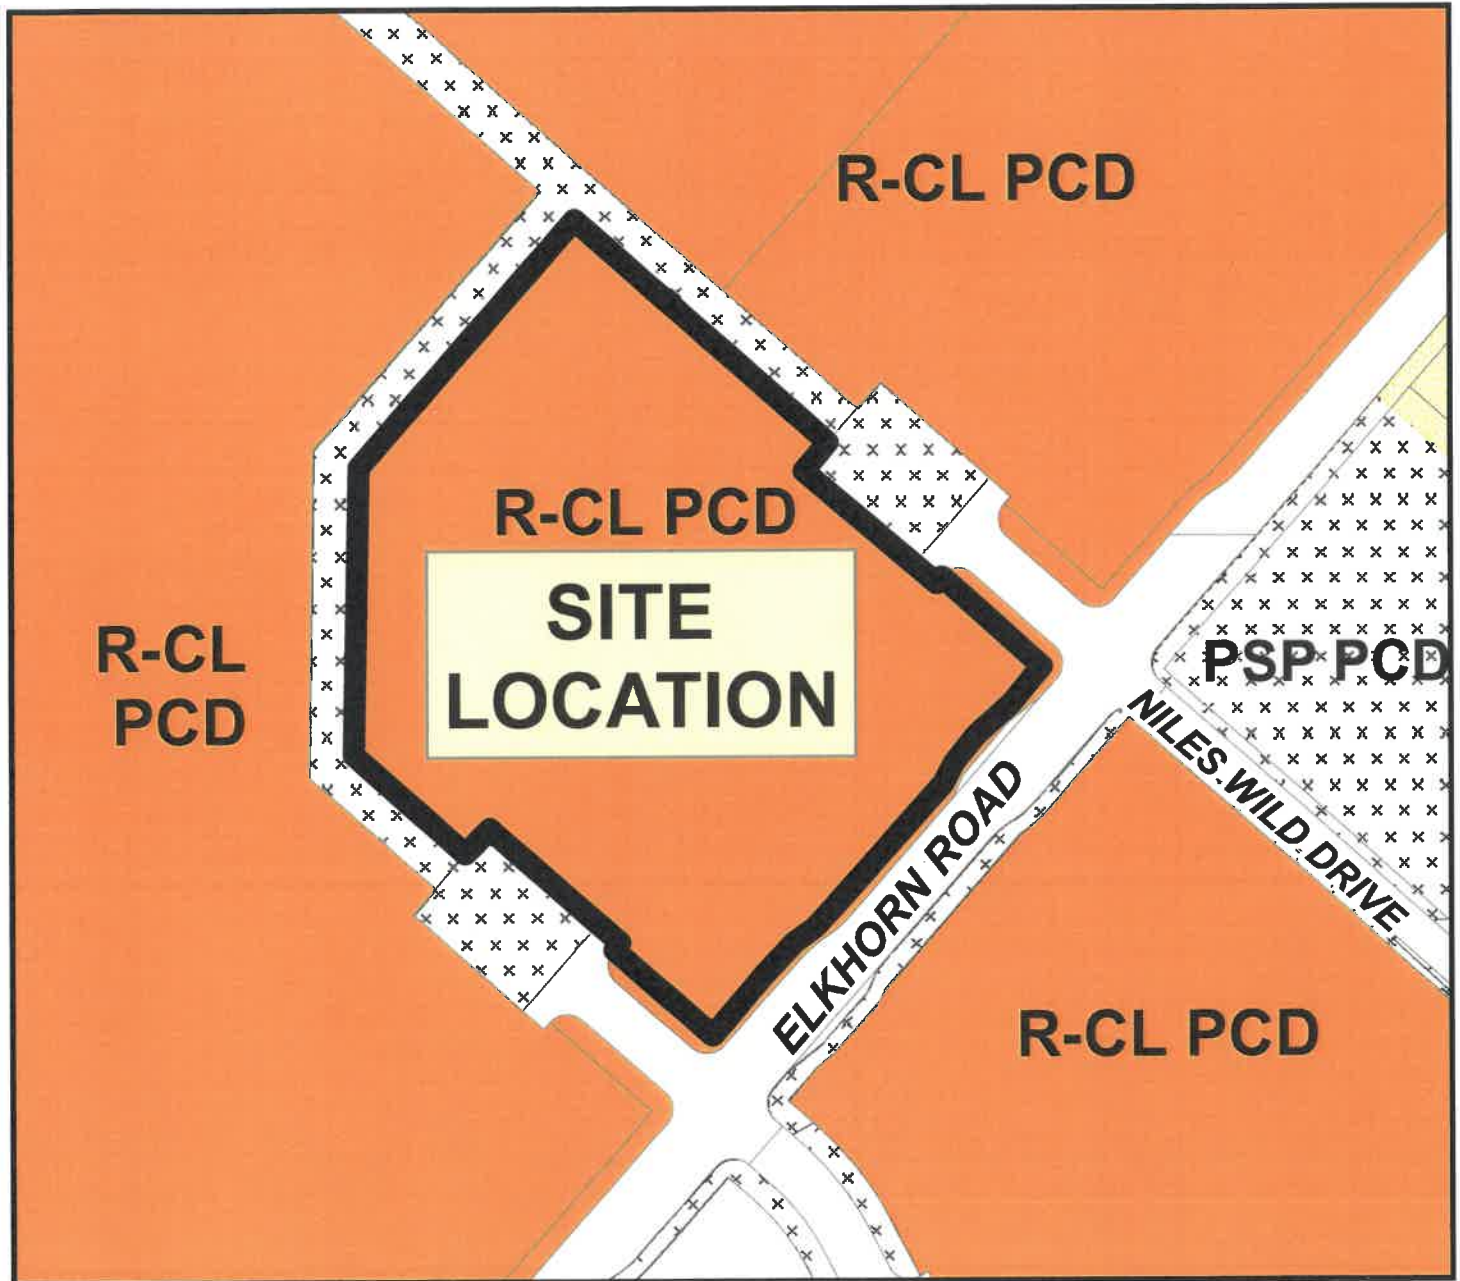 R-CL PCD
R-CL PCD
SITE
LOCATION
R-CL
PCD
PSP PCD
NILES WILD DRIVE
ELKHORN ROAD
R-CL PCD